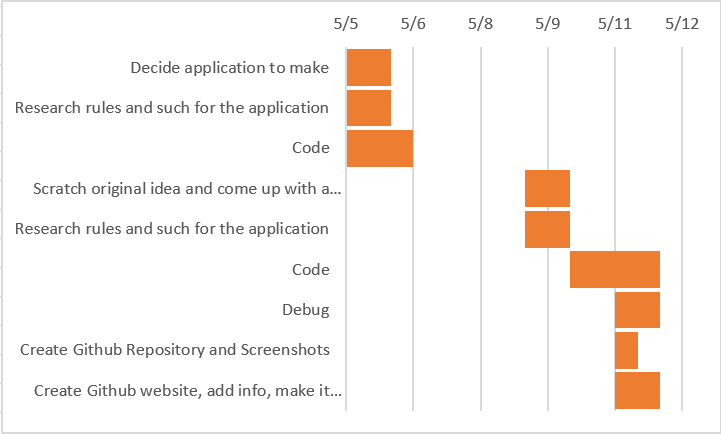 5/5 5/6 5/8 5/9 5/11 5/12
Decide application to make
Research rules and such for the application
Code
Scratch original idea and come up with a...
Research rules and such for the application
Code
Debug
Create Github Repository and Screenshots
Create Github website, add info, make it...